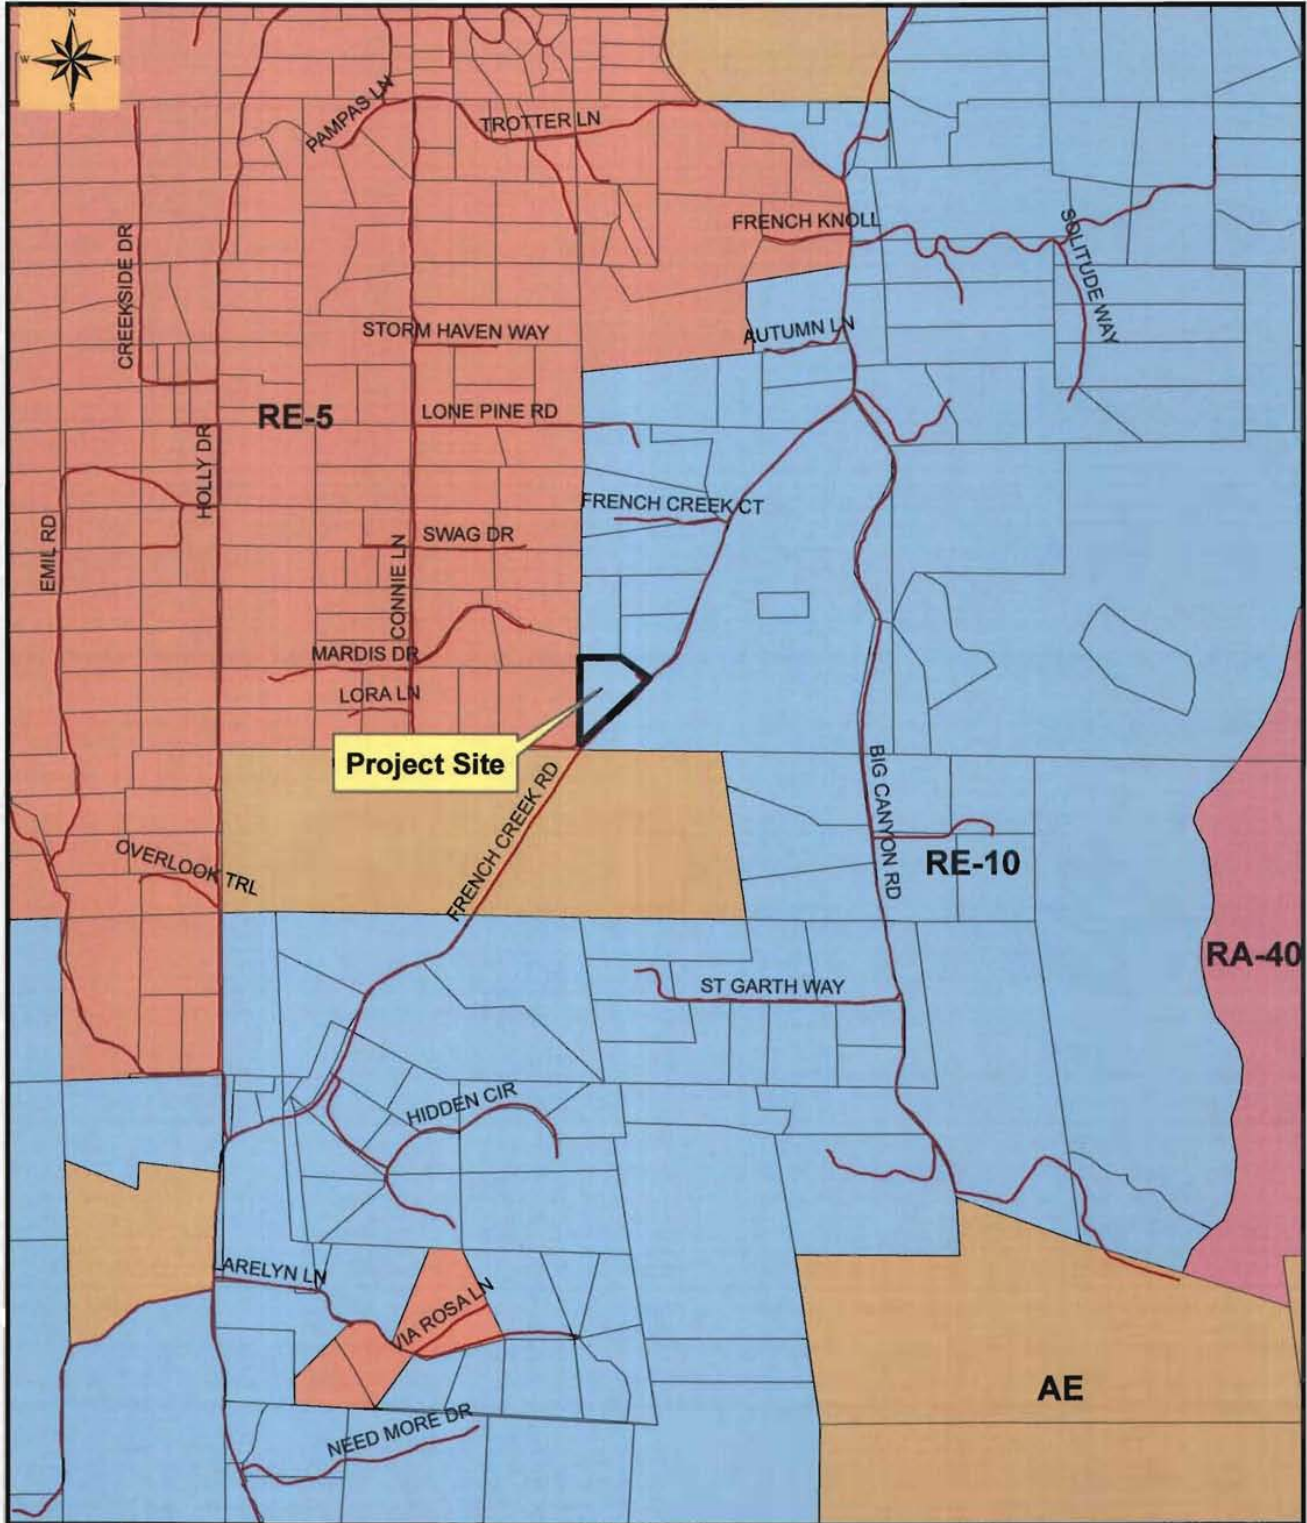 N
W E
S
PAMPAS LN
TROTTER LN
FRENCH KNOLL
SOLITUDE WAY
CREEKSIDE DR
STORM HAVEN WAY
AUTUMN LN
RE-5
LONE PINE RD
HOLLY DR
FRENCH CREEK CT
EMIL RD
SWAG DR
CONNIE LN
MARDIS DR
LORA LN
Project Site
FRENCH CREEK RD
BIG CANYON RD
OVERLOOK TRL
RE-10
RA-40
ST GARTH WAY
HIDDEN CIR
LARELYN LN
VIA ROSA LN
AE
NEED MORE DR